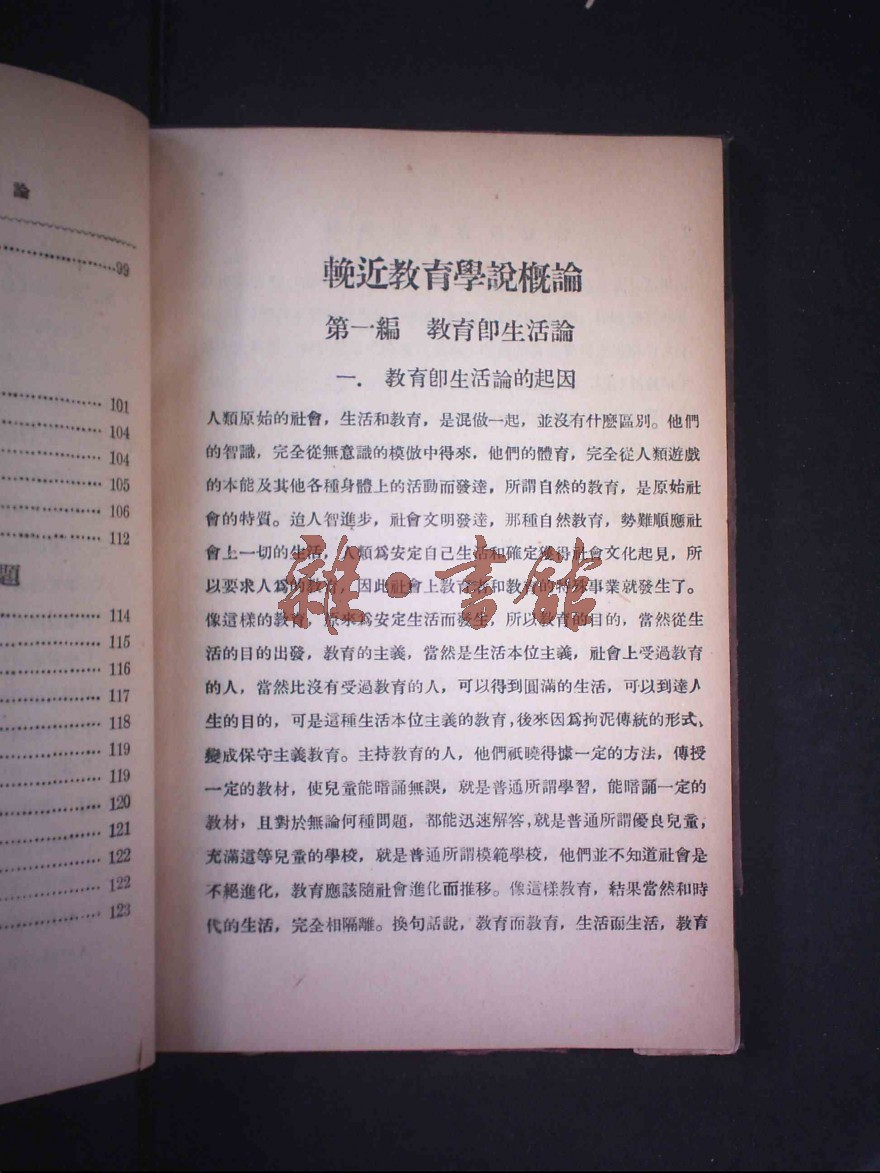 論
99
101
104
104
105
106
112
題
114
115
116
117
118
119
119
120
121
122
122
123
輓近教育學說概論
第一編 教育卽生活論
一． 教育卽生活論的起因
人類原始的社會，生活和教育，是混做一起，並沒有什麼區別。他們
的智識，完全從無意識的模倣中得來，他們的體育，完全從人類遊戲
的本能及其他各種身體上的活動而發達，所謂自然的教育，是原始社
會的特質。迨人智進步，社會文明發達，那種自然教育，勢難順應社
會上一切的生活，人類爲安定自己生活和確定獲得社會文化起見，所
以要求人爲的教育，因此社會上教育者和教育的特殊事業就發生了。
像這樣的教育，原來爲安定生活而發生，所以教育的目的，當然從生
活的目的出發，教育的主義，當然是生活本位主義，社會上受過教育
的人，當然比沒有受過教育的人，可以得到圓滿的生活，可以到達人
生的目的，可是這種生活本位主義的教育，後來因爲拘泥傳統的形式、
變成保守主義教育。主持教育的人，他們祇曉得據一定的方法，傳授
一定的教材，使兒童能暗誦無誤，就是普通所謂學習，能暗誦一定的
教材，且對於無論何種問題，都能迅速解答，就是普通所謂優良兒童，
充滿這等兒童的學校，就是普通所謂模範學校，他們並不知道社會是
不絕進化，教育應該隨社會進化而推移。像這樣教育，結果當然和時
代的生活，完全相隔離。換句話說，教育而教育，生活而生活，教育
雜·書館